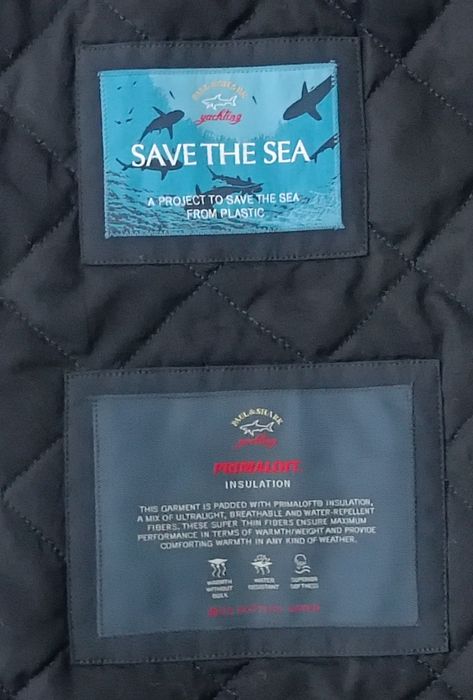 PAUL & SHARK
yachting
SAVE THE SEA
A PROJECT TO SAVE THE SEA
FROM PLASTIC
PAUL & SHARK
yachting
PRIMALOFT
INSULATION
THIS GARMENT IS PADDED WITH PRIMALOFT® INSULATION,
A MIX OF ULTRALIGHT, BREATHABLE AND WATER-REPELLENT
FIBERS. THESE SUPER THIN FIBERS ENSURE MAXIMUM
PERFORMANCE IN TERMS OF WARMTH/WEIGHT AND PROVIDE
COMFORTING WARMTH IN ANY KIND OF WEATHER.
WARMTH WATER SUPERIOR
WITHOUT RESISTANT SOFTNESS
BULK